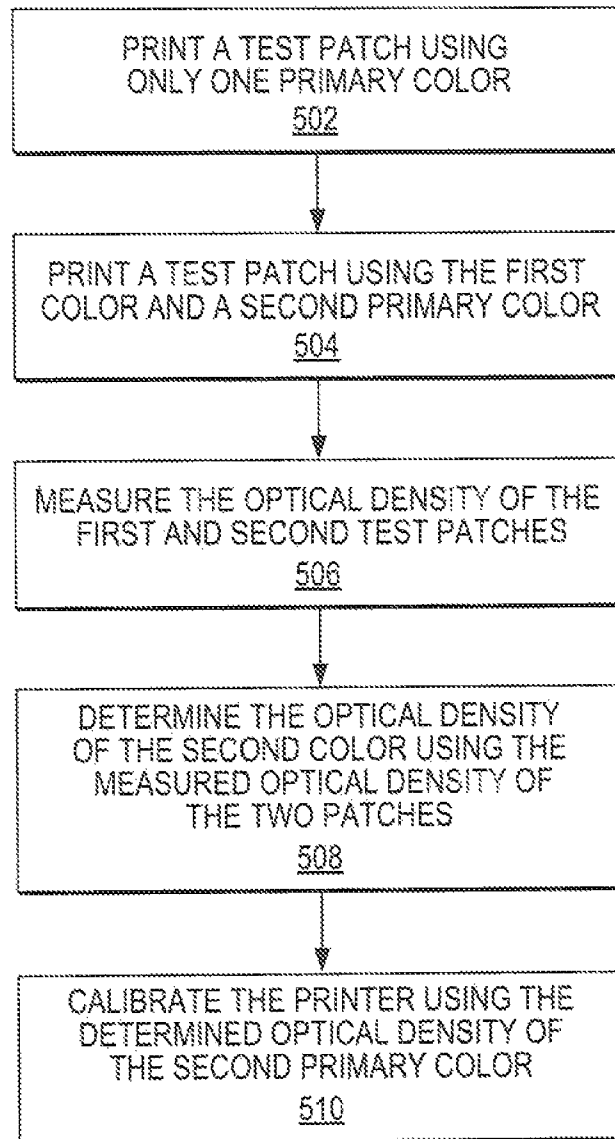 PRINT A TEST PATCH USING
ONLY ONE PRIMARY COLOR
502
PRINT A TEST PATCH USING THE FIRST
COLOR AND A SECOND PRIMARY COLOR
504
MEASURE THE OPTICAL DENSITY OF THE
FIRST AND SECOND TEST PATCHES
506
DETERMINE THE OPTICAL DENSITY
OF THE SECOND COLOR USING THE
MEASURED OPTICAL DENSITY OF
THE TWO PATCHES
508
CALIBRATE THE PRINTER USING THE
DETERMINED OPTICAL DENSITY OF
THE SECOND PRIMARY COLOR
510